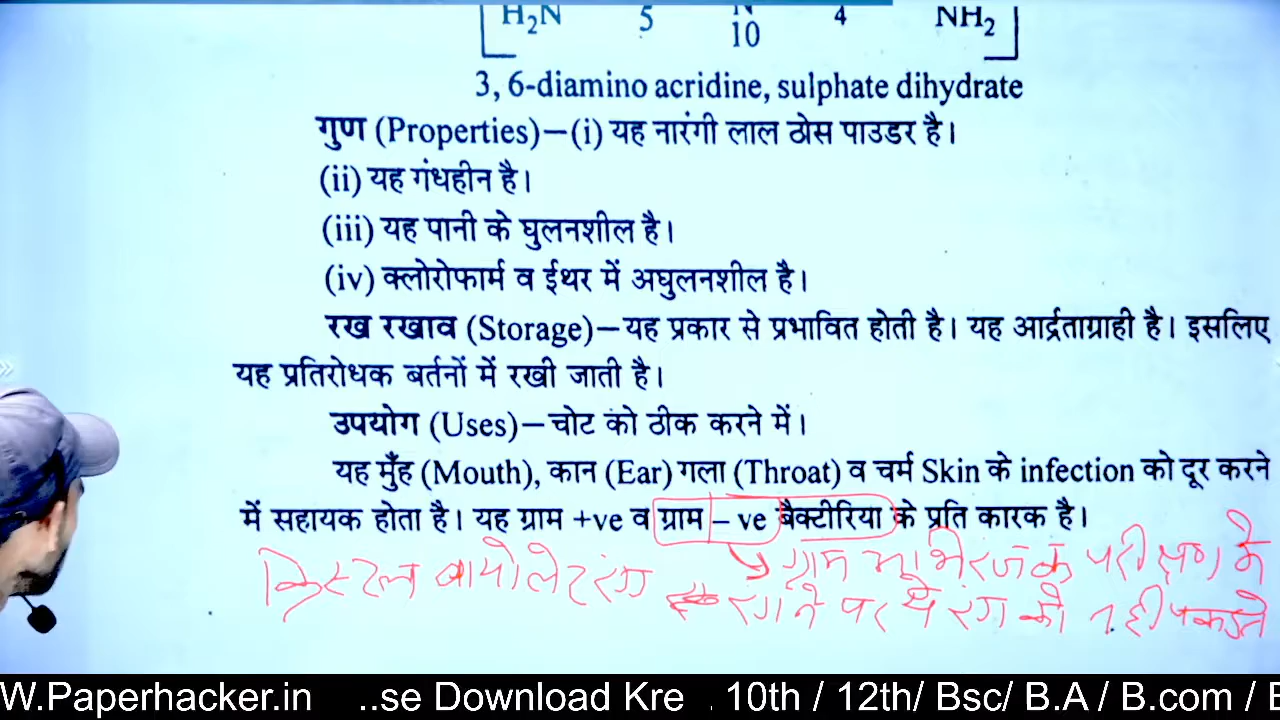 H₂N 5 N 4 NH₂
10
3, 6-diamino acridine, sulphate dihydrate
गुण (Properties)–(i) यह नारंगी लाल ठोस पाउडर है।
(ii) यह गंधहीन है।
(iii) यह पानी के घुलनशील है।
(iv) क्लोरोफार्म व ईथर में अघुलनशील है।
रख रखाव (Storage)–यह प्रकार से प्रभावित होती है। यह आर्द्रताग्राही है। इसलिए
यह प्रतिरोधक बर्तनों में रखी जाती है।
उपयोग (Uses)–चोट को ठीक करने में।
यह मुँह (Mouth), कान (Ear) गला (Throat) व चर्म Skin के infection को दूर करने
में सहायक होता है। यह ग्राम +ve व ग्राम – ve बैक्टीरिया के प्रति कारक है।
क्रिस्टल वायोलेट रंग ग्राम अभिरंजक परीक्षण के
रंगने पर ये रंग को नही पकडते
W.Paperhacker.in ..se Download Kre . 10th / 12th/ Bsc/ B.A / B.com /